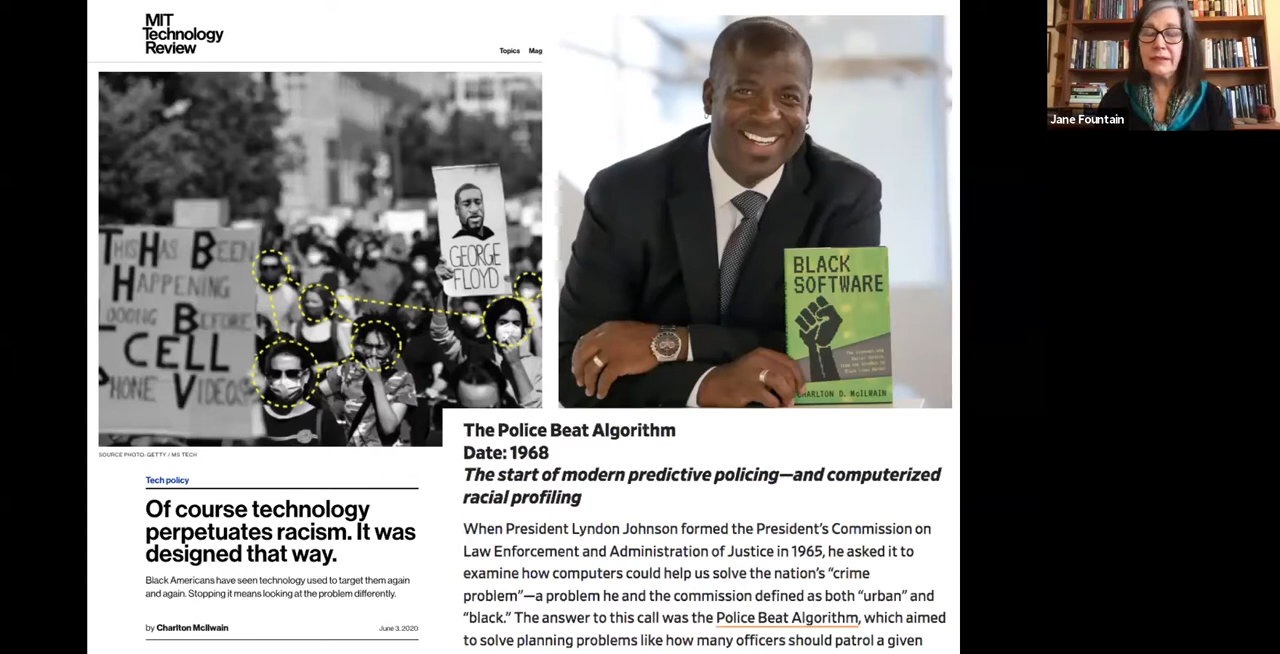 MIT
Technology
Review
Topics
Mag
THIS HAS BEEN
HAPPENING
BEFORE
CELL
PHONE VIDEOS
GEORGE
FLOYD
SOURCE PHOTO: GETTY / MS TECH
Tech policy
Of course technology
perpetuates racism. It was
designed that way.
Black Americans have seen technology used to target them again
and again. Stopping it means looking at the problem differently.
by Charlton McIlwain
June 3, 2020
BLACK
SOFTWARE
CHARLTON D. McILWAIN
The Police Beat Algorithm
Date: 1968
The start of modern predictive policing—and computerized
racial profiling
When President Lyndon Johnson formed the President’s Commission on
Law Enforcement and Administration of Justice in 1965, he asked it to
examine how computers could help us solve the nation’s “crime
problem”—a problem he and the commission defined as both “urban” and
“black.” The answer to this call was the Police Beat Algorithm, which aimed
to solve planning problems like how many officers should patrol a given
Jane Fountain